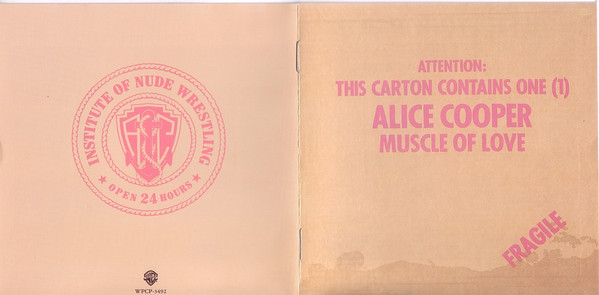 INSTITUTE OF NUDE WRESTLING
★ OPEN 24 HOURS ★
WPCP-3492
ATTENTION:
THIS CARTON CONTAINS ONE (1)
ALICE COOPER
MUSCLE OF LOVE
FRAGILE